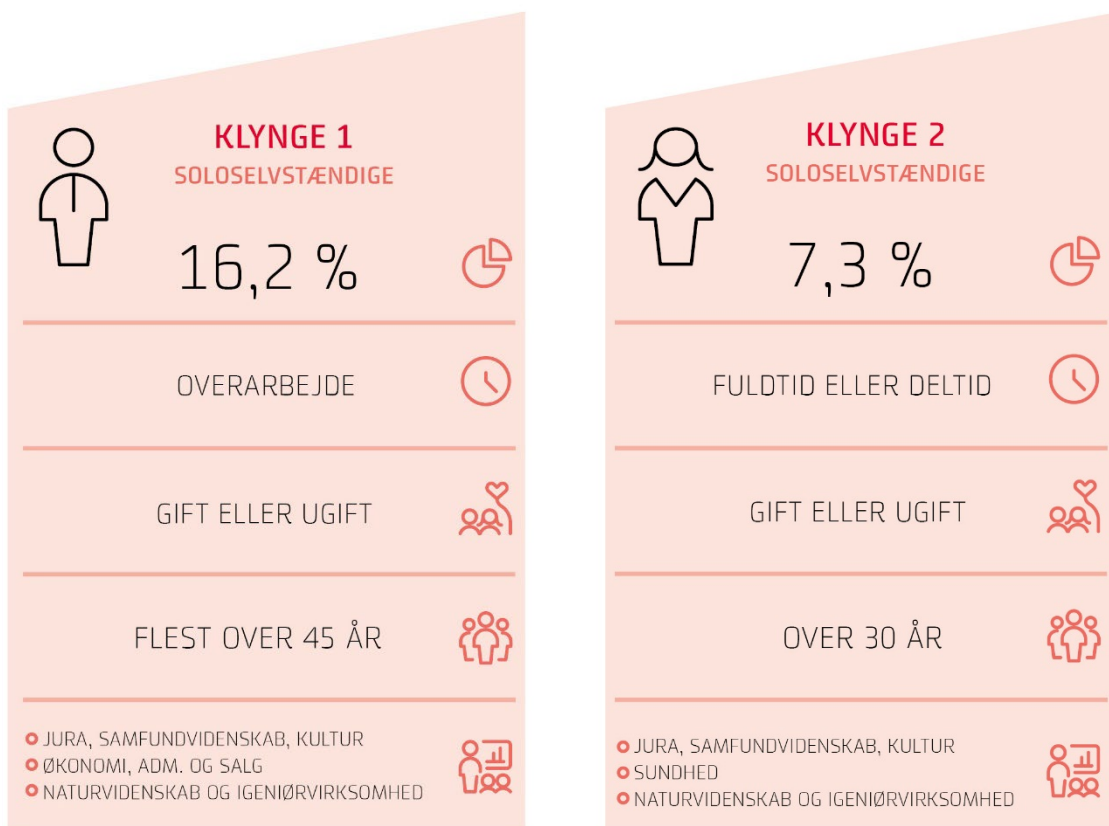 KLYNGE 1
SOLOSELVSTÆNDIGE
16,2 %
OVERARBEJDE
GIFT ELLER UGIFT
FLEST OVER 45 ÅR
JURA, SAMFUNDVIDENSKAB, KULTUR
ØKONOMI, ADM. OG SALG
NATURVIDENSKAB OG IGENIØRVIRKSOMHED
KLYNGE 2
SOLOSELVSTÆNDIGE
7,3 %
FULDTID ELLER DELTID
GIFT ELLER UGIFT
OVER 30 ÅR
JURA, SAMFUNDVIDENSKAB, KULTUR
SUNDHED
NATURVIDENSKAB OG IGENIØRVIRKSOMHED